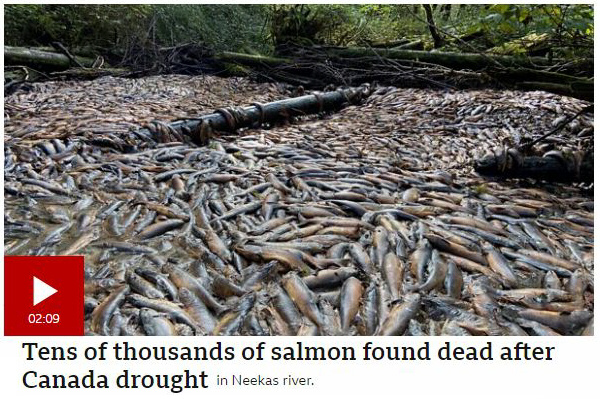 02:09
Tens of thousands of salmon found dead after
Canada drought in Neekas river.